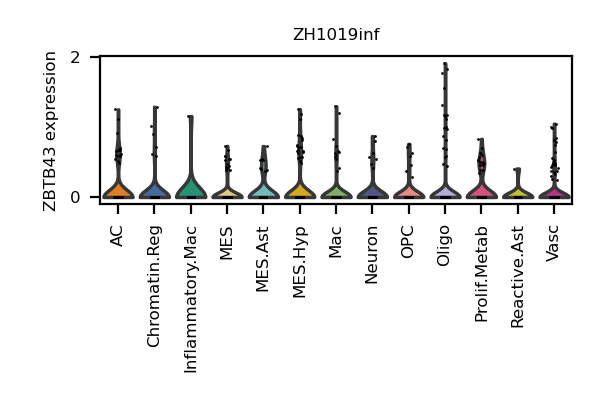 ZH1019inf
ZBTB43 expression
2
0
AC
Chromatin.Reg
Inflammatory.Mac
MES
MES.Ast
MES.Hyp
Mac
Neuron
OPC
Oligo
Prolif.Metab
Reactive.Ast
Vasc